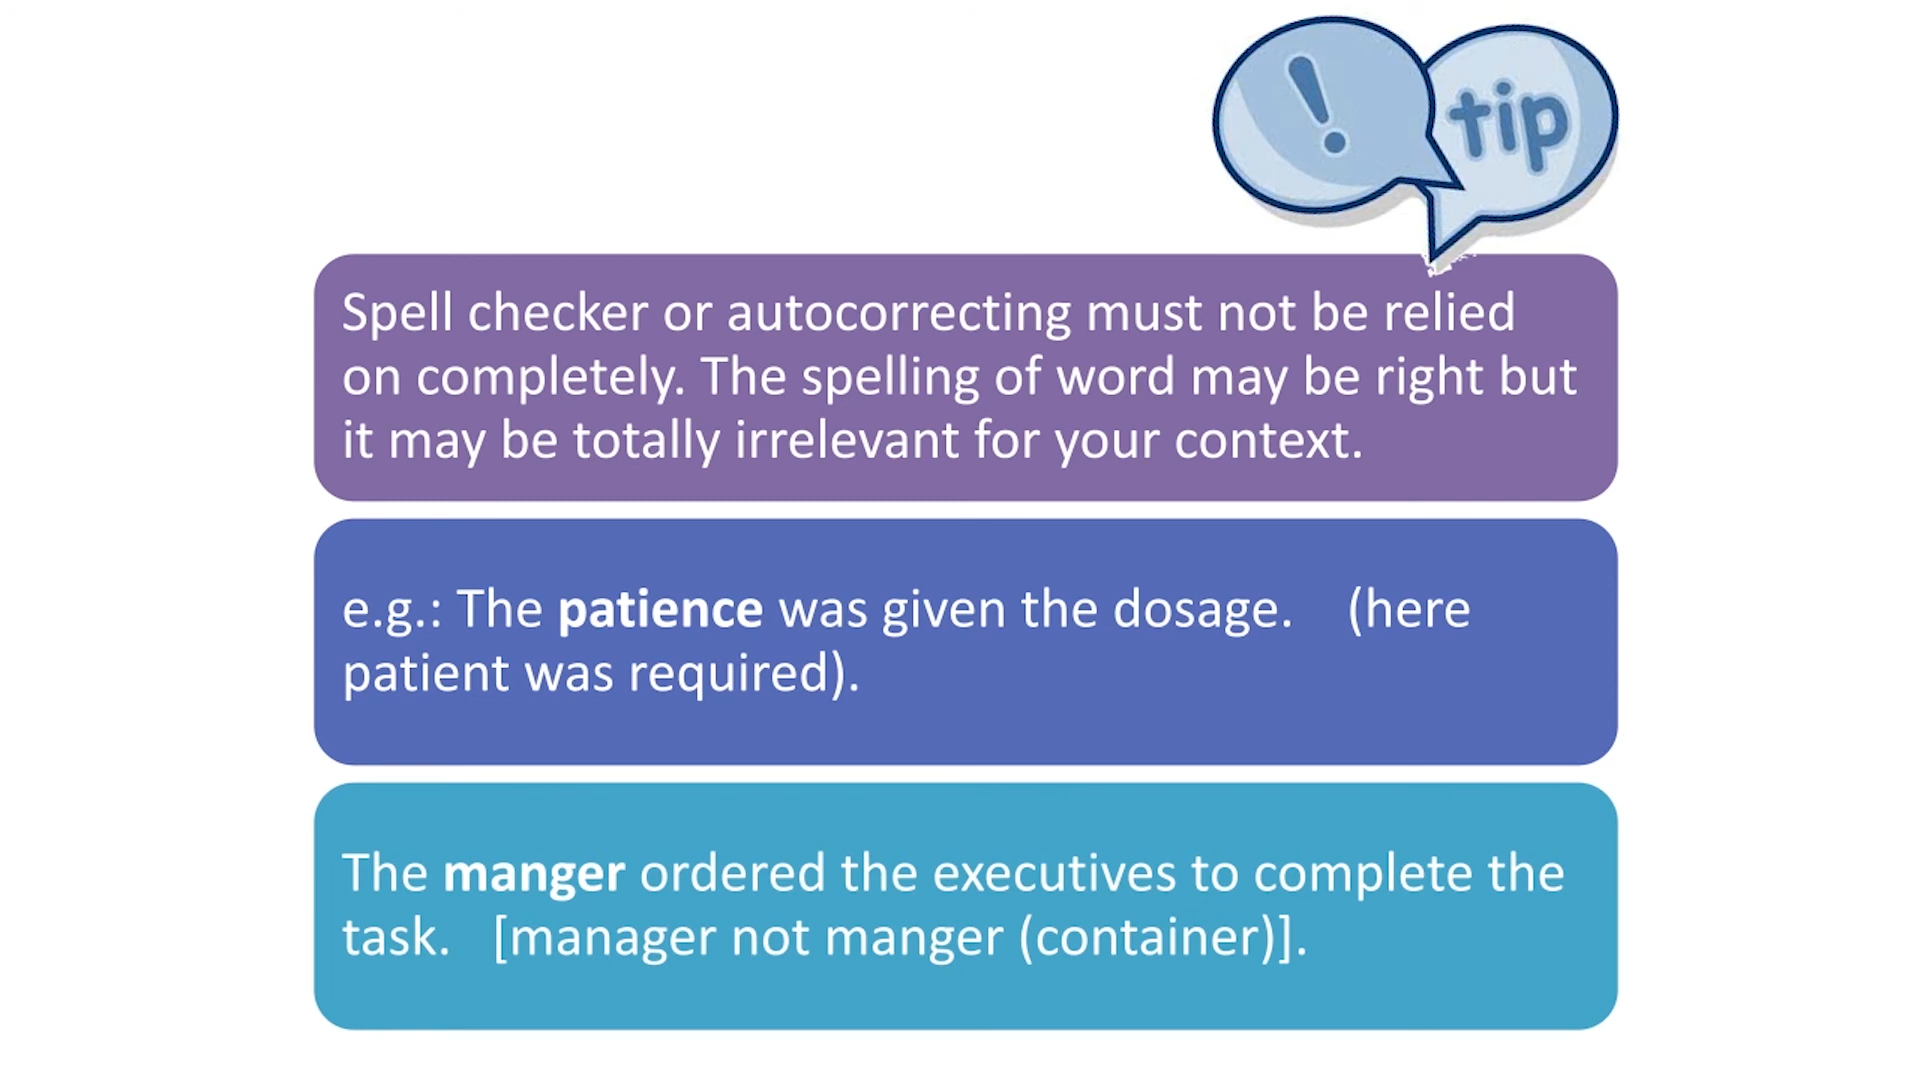 !
tip
Spell checker or autocorrecting must not be relied
on completely. The spelling of word may be right but
it may be totally irrelevant for your context.
e.g.: The patience was given the dosage. (here
patient was required).
The manger ordered the executives to complete the
task. [manager not manger (container)].